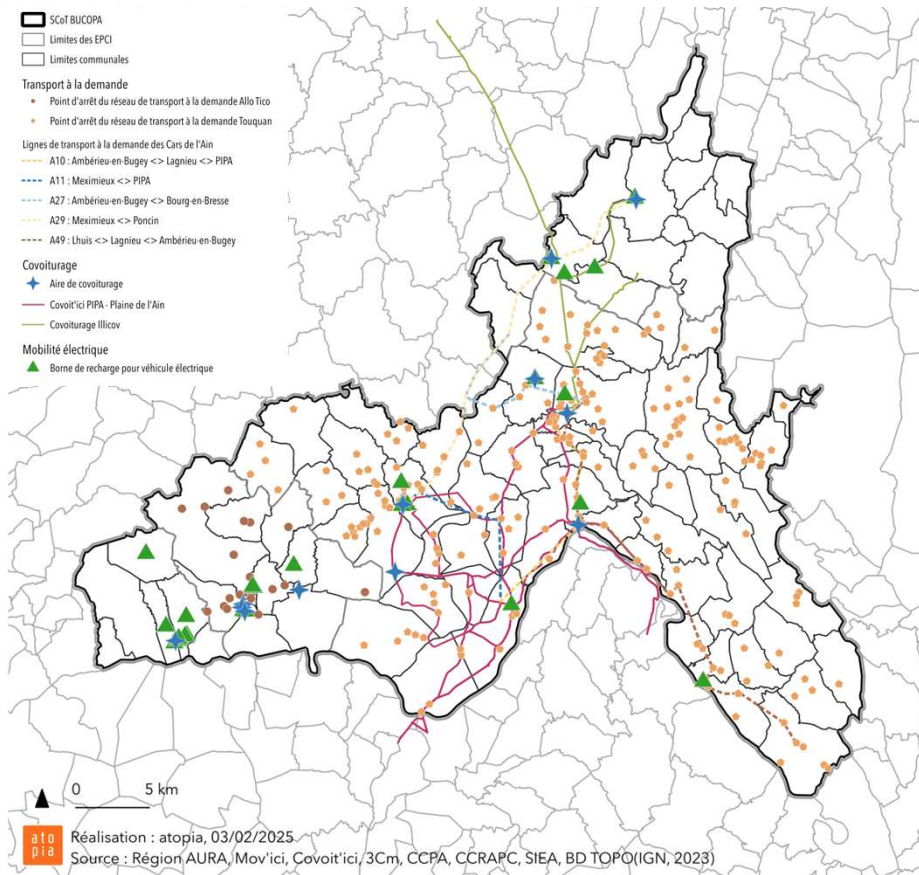 SCoT BUCOPA
Limites des EPCI
Limites communales
Transport à la demande
Point d'arrêt du réseau de transport à la demande Allo Tico
Point d'arrêt du réseau de transport à la demande Touquan
Lignes de transport à la demande des Cars de l'Ain
A10 : Ambérieu-en-Bugey <> Lagnieu <> PIPA
A11 : Meximieux <> PIPA
A27 : Ambérieu-en-Bugey <> Bourg-en-Bresse
A29 : Meximieux <> Poncin
A49 : Lhuis <> Lagnieu <> Ambérieu-en-Bugey
Covoiturage
Aire de covoiturage
Covoit'ici PIPA - Plaine de l'Ain
Covoiturage Illicov
Mobilité électrique
Borne de recharge pour véhicule électrique
0 5 km
ato
pia
Réalisation : atopia, 03/02/2025
Source : Région AURA, Mov'ici, Covoit'ici, 3Cm, CCPA, CCRAPC, SIEA, BD TOPO(IGN, 2023)